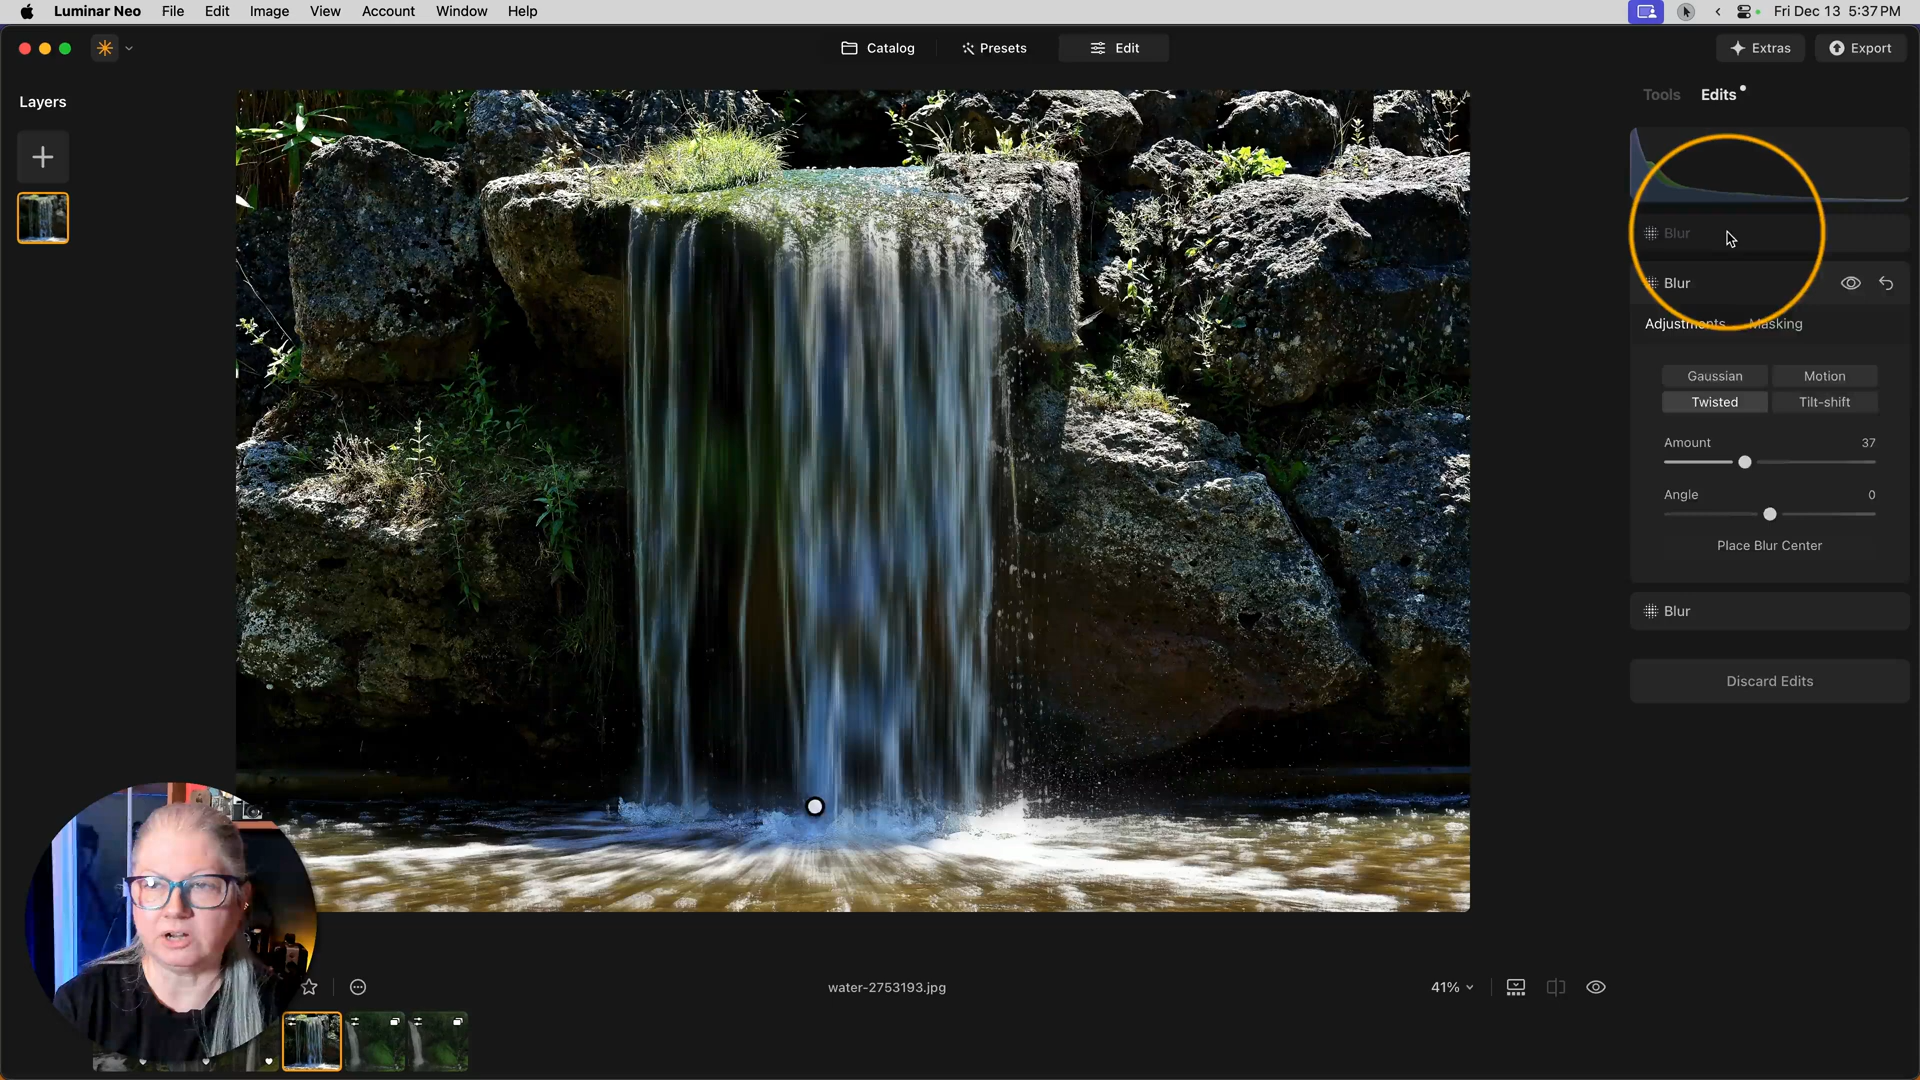 Luminar Neo File Edit Image View Account Window Help Fri Dec 13 5:37 PM
Catalog Presets Edit Extras Export
Layers
Tools Edits
Blur
Blur
Adjustments Masking
Gaussian Motion
Twisted Tilt-shift
Amount 37
Angle 0
Place Blur Center
Blur
Discard Edits
water-2753193.jpg 41%